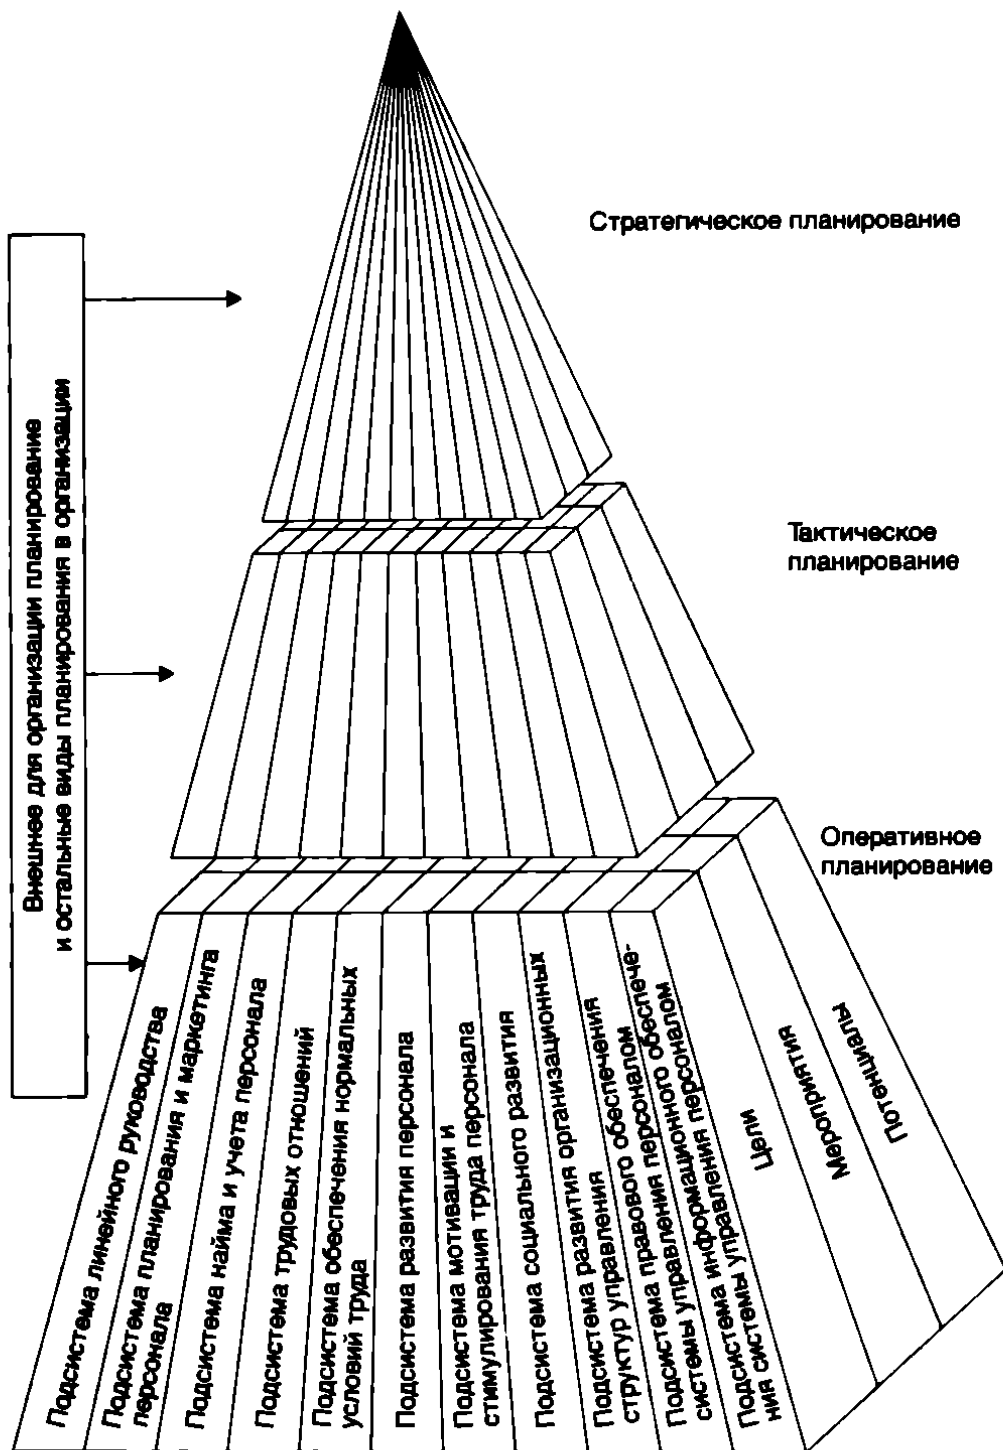 Стратегическое планирование
Внешнее для организации планирование
и остальные виды планирования в организации
Тактическое
планирование
Оперативное
планирование
Подсистема линейного руководства
Подсистема планирования и маркетинга
персонала
Подсистема найма и учета персонала
Подсистема трудовых отношений
Подсистема обеспечения нормальных
условий труда
Подсистема развития персонала
Подсистема мотивации и
стимулирования труда персонала
Подсистема социального развития
Подсистема развития организационных
структур управления
Подсистема правового обеспечения
системы управления персоналом
Подсистема информационного обеспече-
ния системы управления персоналом
Цели
Мероприятия
Потенциалы